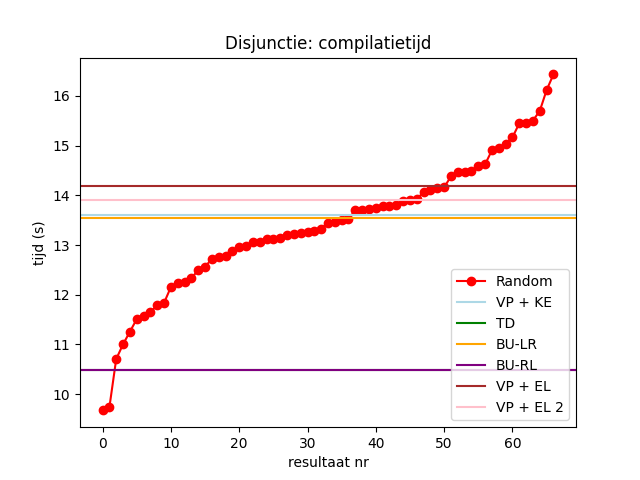 Disjunctie: compilatietijd
tijd (s)
16
15
14
13
12
11
10
0 10 20 30 40 50 60
resultaat nr
Random
VP + KE
TD
BU-LR
BU-RL
VP + EL
VP + EL 2